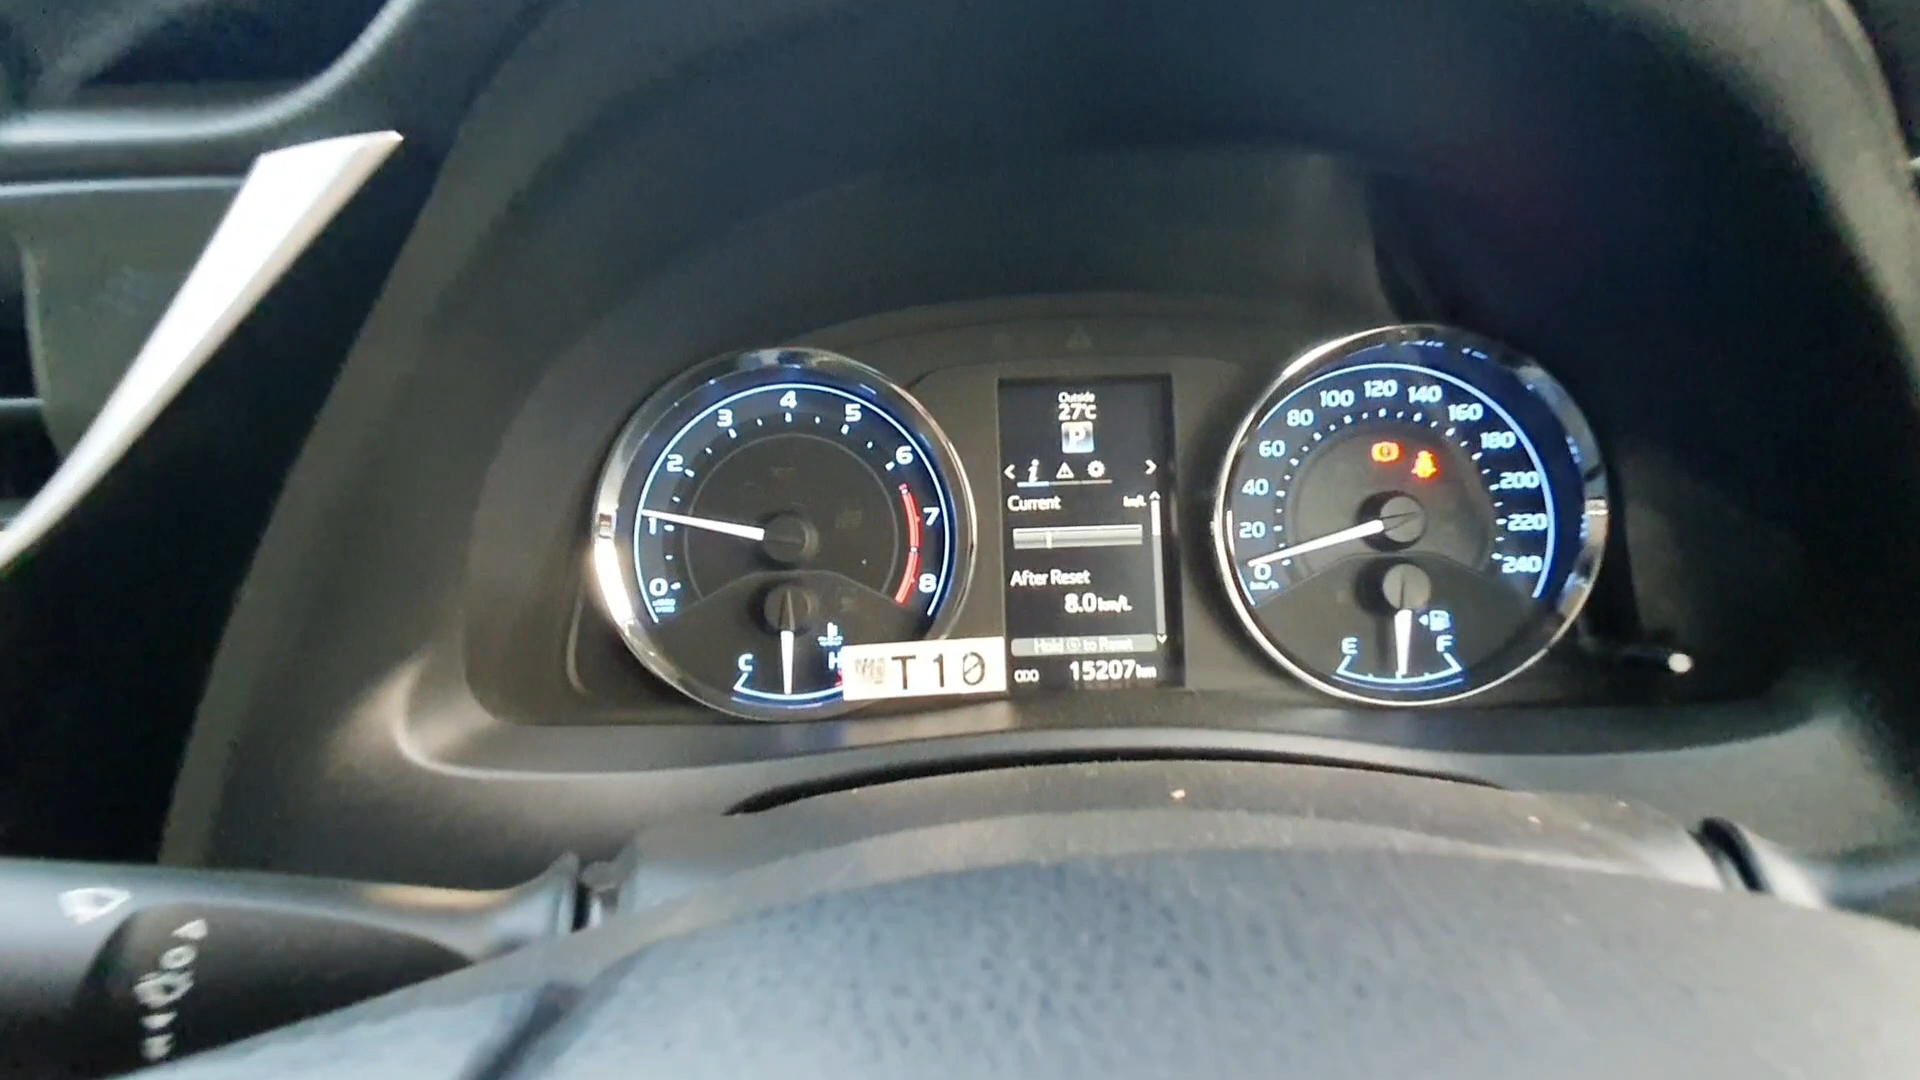 0
1
2
3
4
5
6
7
8
C
H
T10
Outside
27°C
P
Current km/L
After Reset
8.0 km/L
Hold to Reset
ODO 15207 km
0
20
40
60
80
100
120
140
160
180
200
220
240
km/h
E
F